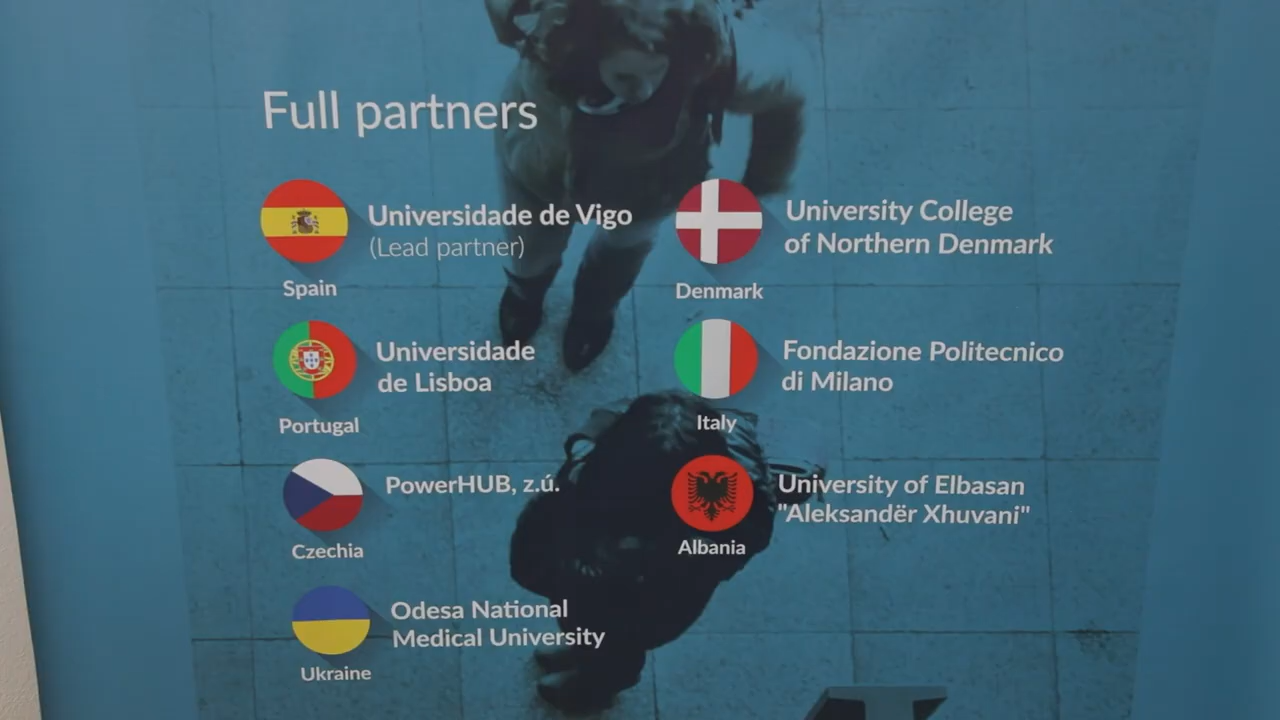 Full partners
Universidade de Vigo
(Lead partner)
Spain
University College
of Northern Denmark
Denmark
Universidade
de Lisboa
Portugal
Fondazione Politecnico
di Milano
Italy
PowerHUB, z.ú.
Czechia
University of Elbasan
"Aleksandër Xhuvani"
Albania
Odesa National
Medical University
Ukraine